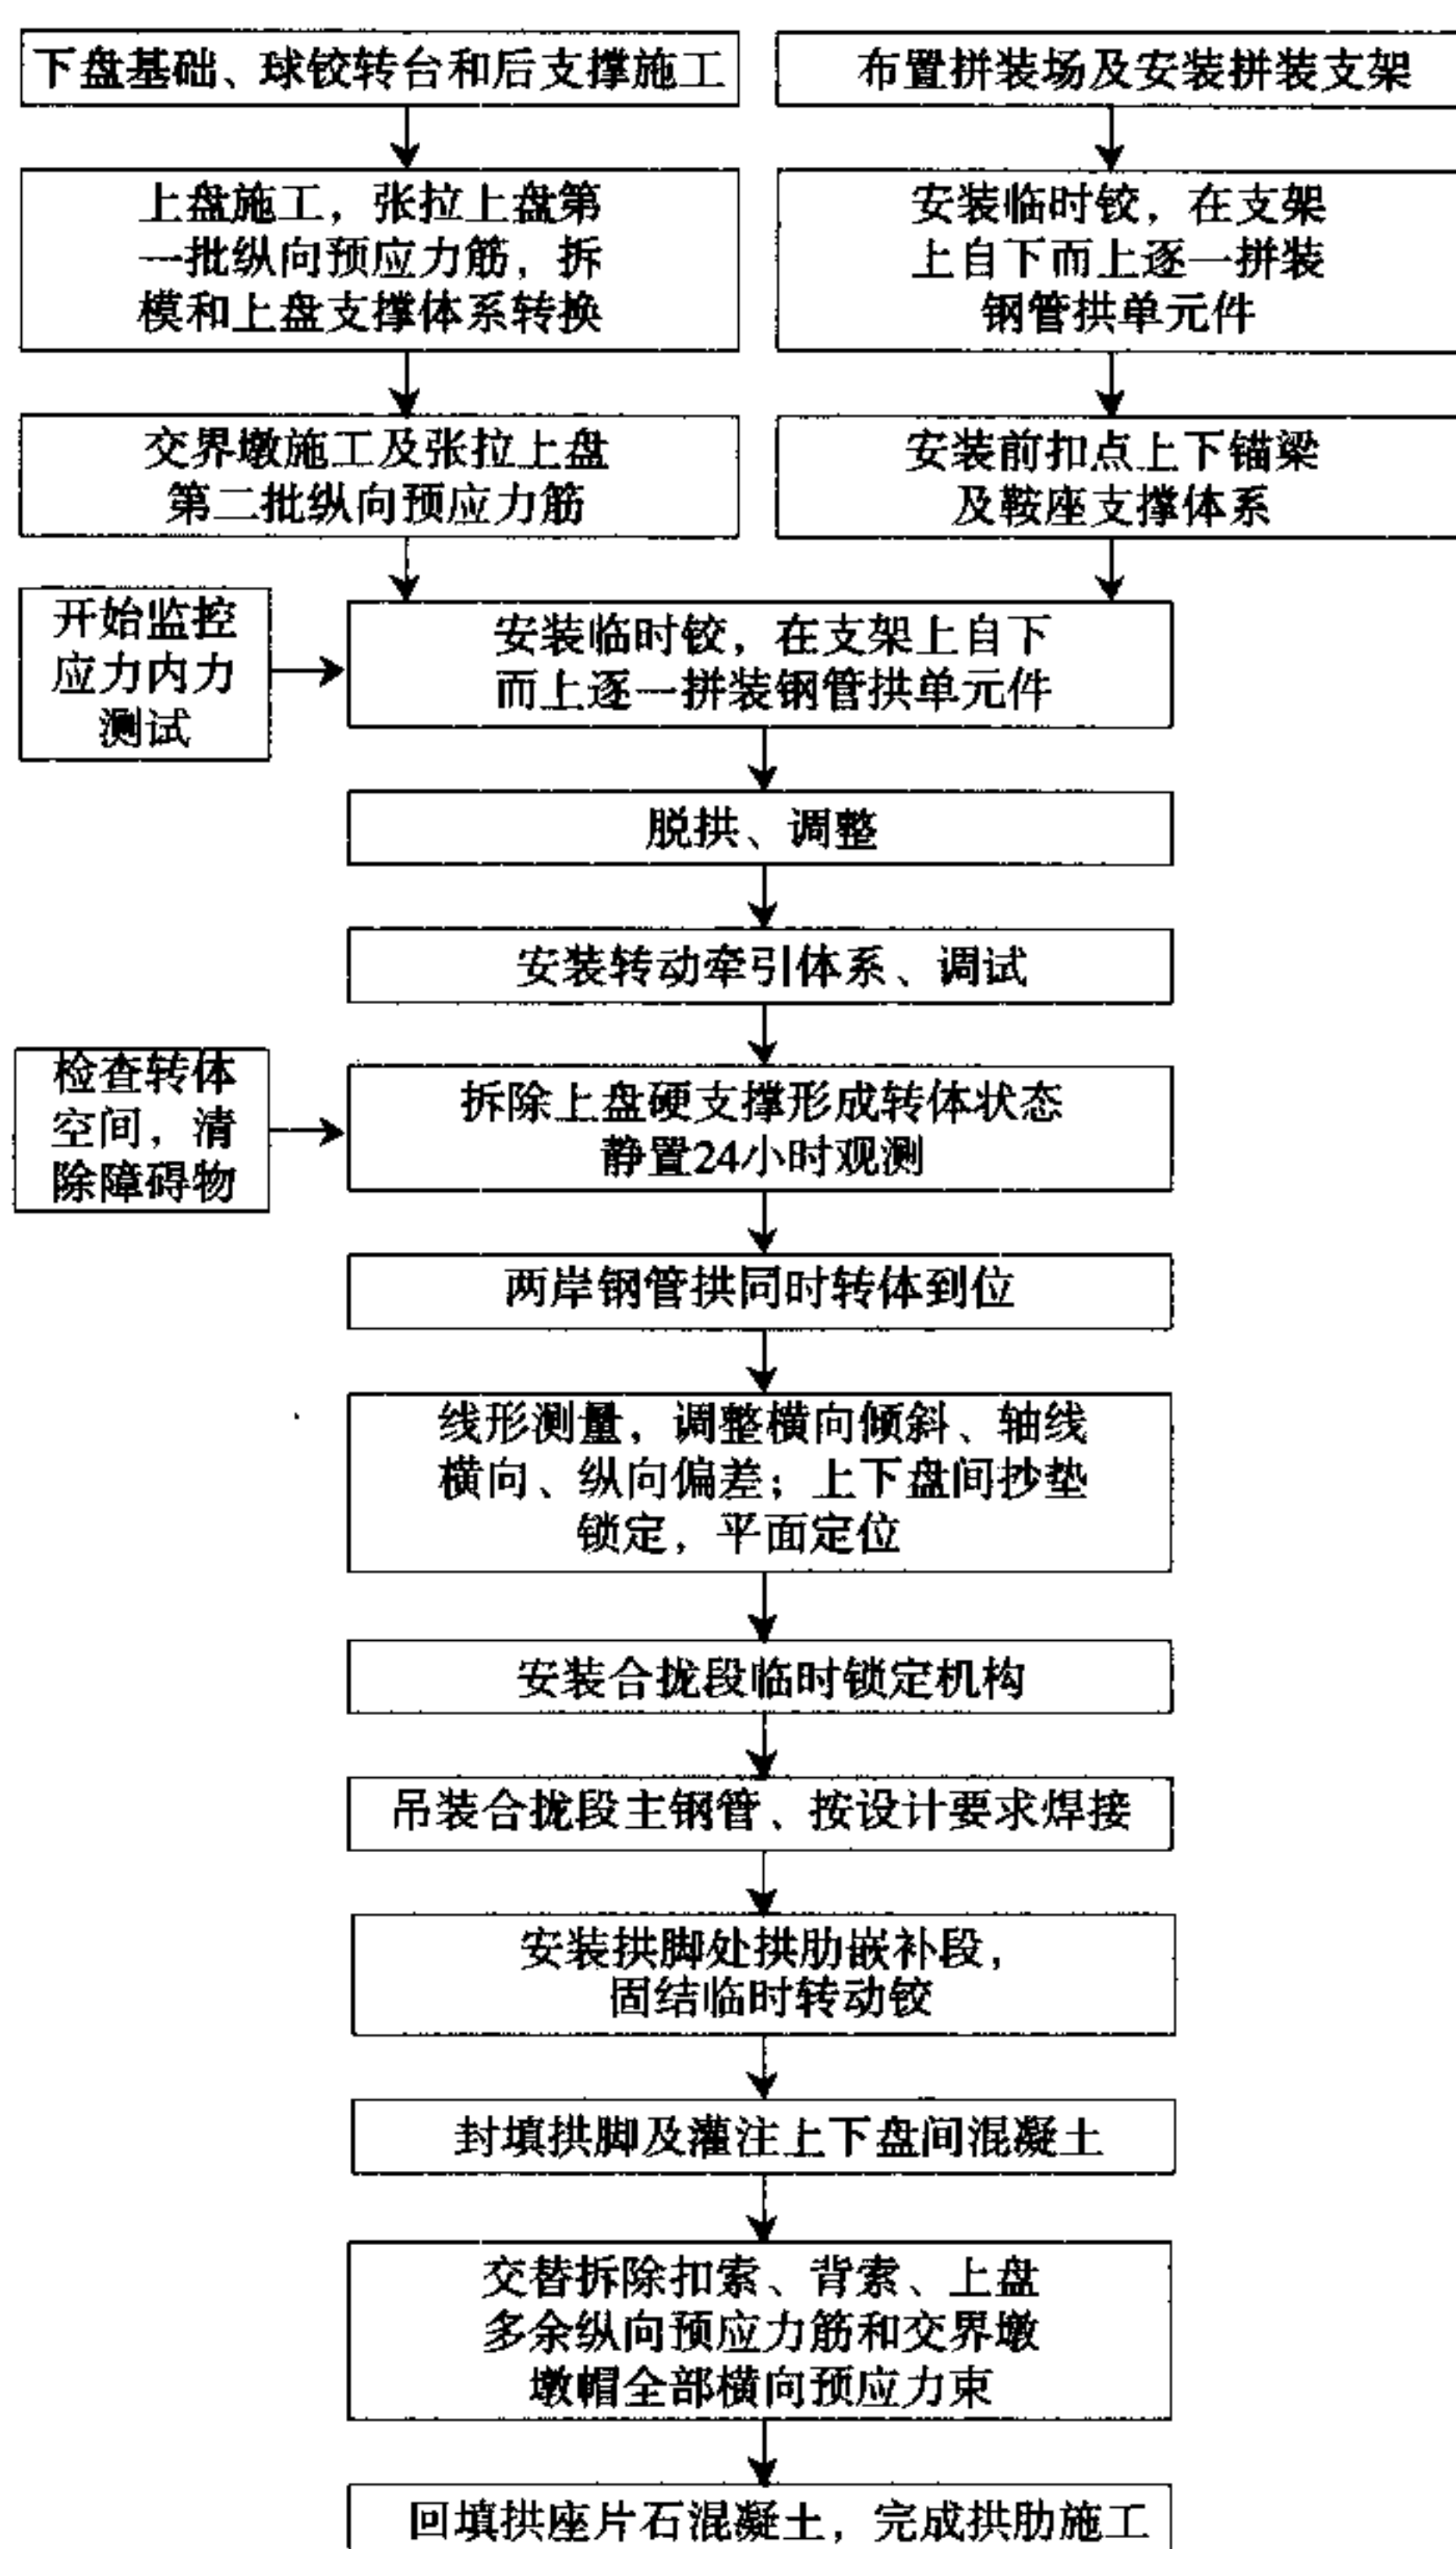 下盘基础、球铰转台和后支撑施工
布置拼装场及安装拼装支架
上盘施工，张拉上盘第
一批纵向预应力筋，拆
模和上盘支撑体系转换
安装临时铰，在支架
上自下而上逐一拼装
钢管拱单元件
交界墩施工及张拉上盘
第二批纵向预应力筋
安装前扣点上下锚梁
及鞍座支撑体系
开始监控
应力内力
测试
安装临时铰，在支架上自下
而上逐一拼装钢管拱单元件
脱拱、调整
安装转动牵引体系、调试
检查转体
空间，清
除障碍物
拆除上盘硬支撑形成转体状态
静置24小时观测
两岸钢管拱同时转体到位
线形测量，调整横向倾斜、轴线
横向、纵向偏差；上下盘间抄垫
锁定，平面定位
安装合拢段临时锁定机构
吊装合拢段主钢管、按设计要求焊接
安装拱脚处拱肋嵌补段，
固结临时转动铰
封填拱脚及灌注上下盘间混凝土
交替拆除扣索、背索、上盘
多余纵向预应力筋和交界墩
墩帽全部横向预应力束
回填拱座片石混凝土，完成拱肋施工